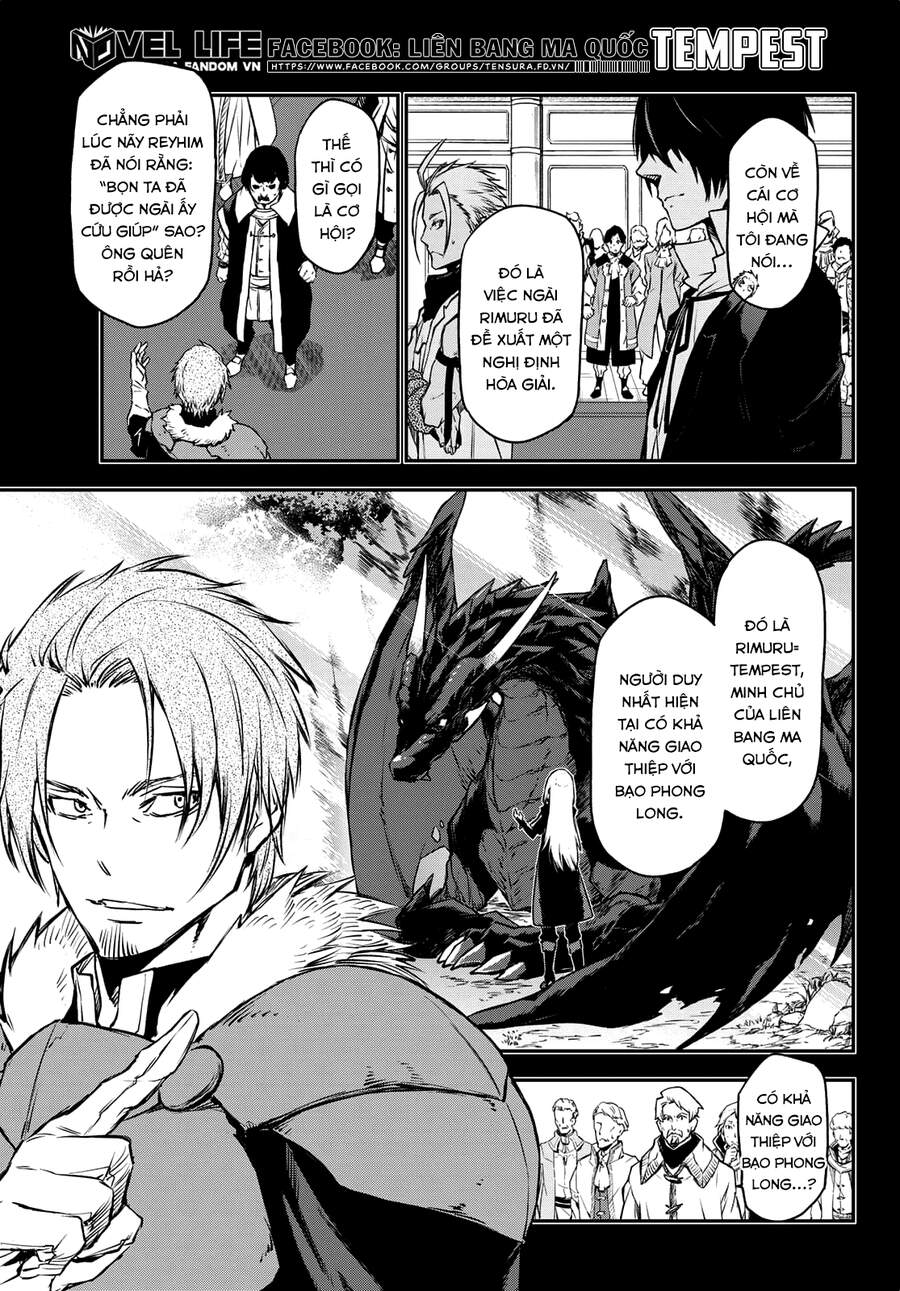 NOVEL LIFE
FANDOM VN
FACEBOOK: LIÊN BANG MA QUỐC
HTTPS://WWW.FACEBOOK.COM/GROUPS/TENSURA.FD.VN/
TEMPEST
CÒN VỀ
CÁI CƠ
HỘI MÀ
TÔI ĐANG
NÓI...
ĐÓ LÀ
VIỆC NGÀI
RIMURU ĐÃ
ĐỀ XUẤT MỘT
NGHỊ ĐỊNH
HÒA GIẢI.
THẾ
THÌ CÓ
GÌ GỌI
LÀ CƠ
HỘI?
CHẲNG PHẢI
LÚC NÃY REYHIM
ĐÃ NÓI RẰNG:
“BỌN TA ĐÃ
ĐƯỢC NGÀI ẤY
CỨU GIÚP” SAO?
ÔNG QUÊN
RỒI HẢ?
ĐÓ LÀ
RIMURU=
TEMPEST,
MINH CHỦ
CỦA LIÊN
BANG MA
QUỐC,
NGƯỜI DUY
NHẤT HIỆN
TẠI CÓ KHẢ
NĂNG GIAO
THIỆP VỚI
BẠO PHONG
LONG.
CÓ KHẢ
NĂNG GIAO
THIỆP VỚI
BẠO PHONG
LONG...?